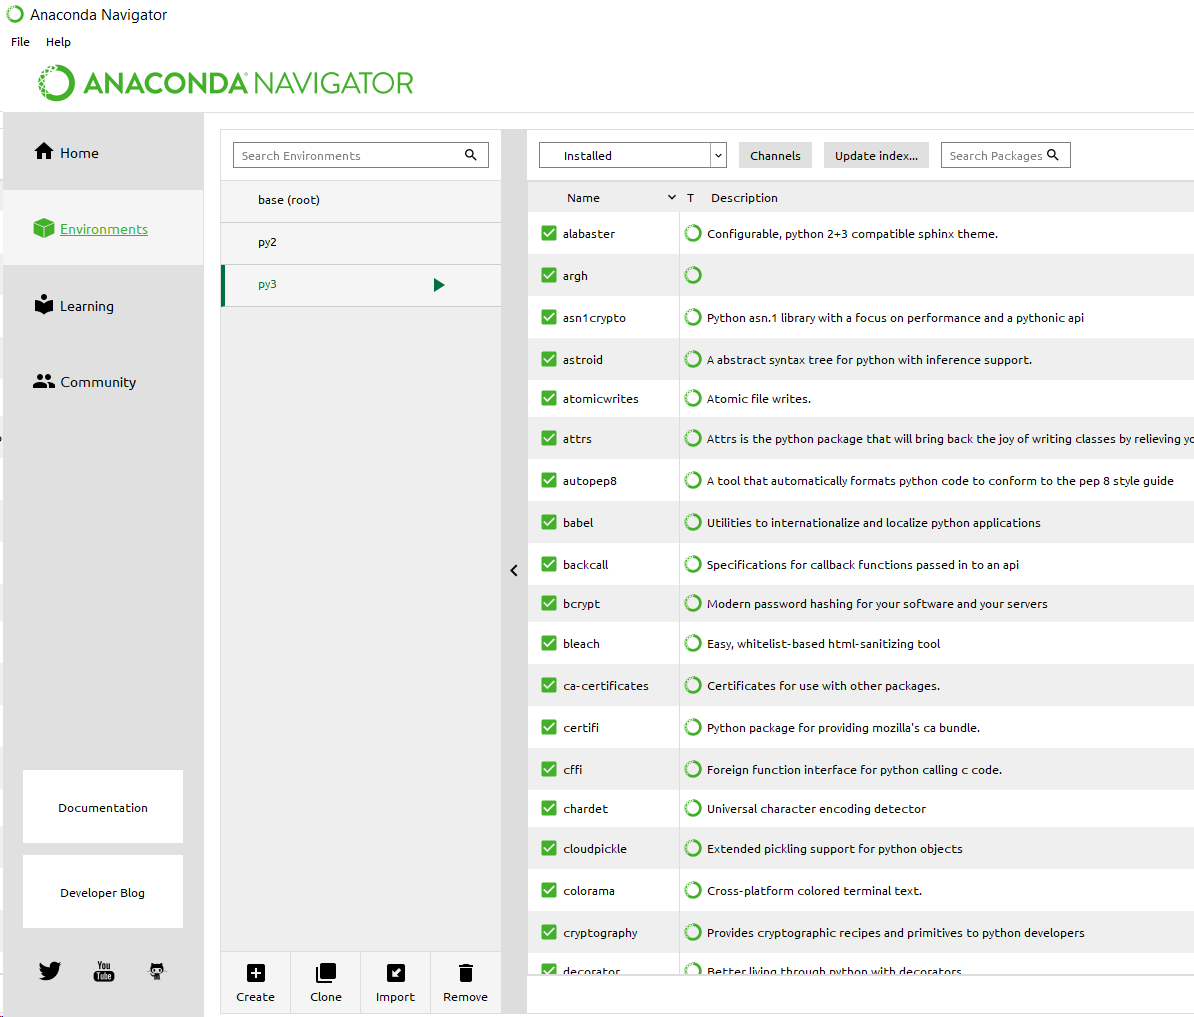 Anaconda Navigator
File Help
ANACONDA NAVIGATOR
Home
Environments
Learning
Community
Documentation
Developer Blog
You Tube
Search Environments
base (root)
py2
py3
Create Clone Import Remove
Installed Channels Update index... Search Packages
Name T Description
alabaster Configurable, python 2+3 compatible sphinx theme.
argh
asn1crypto Python asn.1 library with a focus on performance and a pythonic api
astroid A abstract syntax tree for python with inference support.
atomicwrites Atomic file writes.
attrs Attrs is the python package that will bring back the joy of writing classes by relieving yo
autopep8 A tool that automatically formats python code to conform to the pep 8 style guide
babel Utilities to internationalize and localize python applications
backcall Specifications for callback functions passed in to an api
bcrypt Modern password hashing for your software and your servers
bleach Easy, whitelist-based html-sanitizing tool
ca-certificates Certificates for use with other packages.
certifi Python package for providing mozilla's ca bundle.
cffi Foreign function interface for python calling c code.
chardet Universal character encoding detector
cloudpickle Extended pickling support for python objects
colorama Cross-platform colored terminal text.
cryptography Provides cryptographic recipes and primitives to python developers
decorator Better living through python with decorators